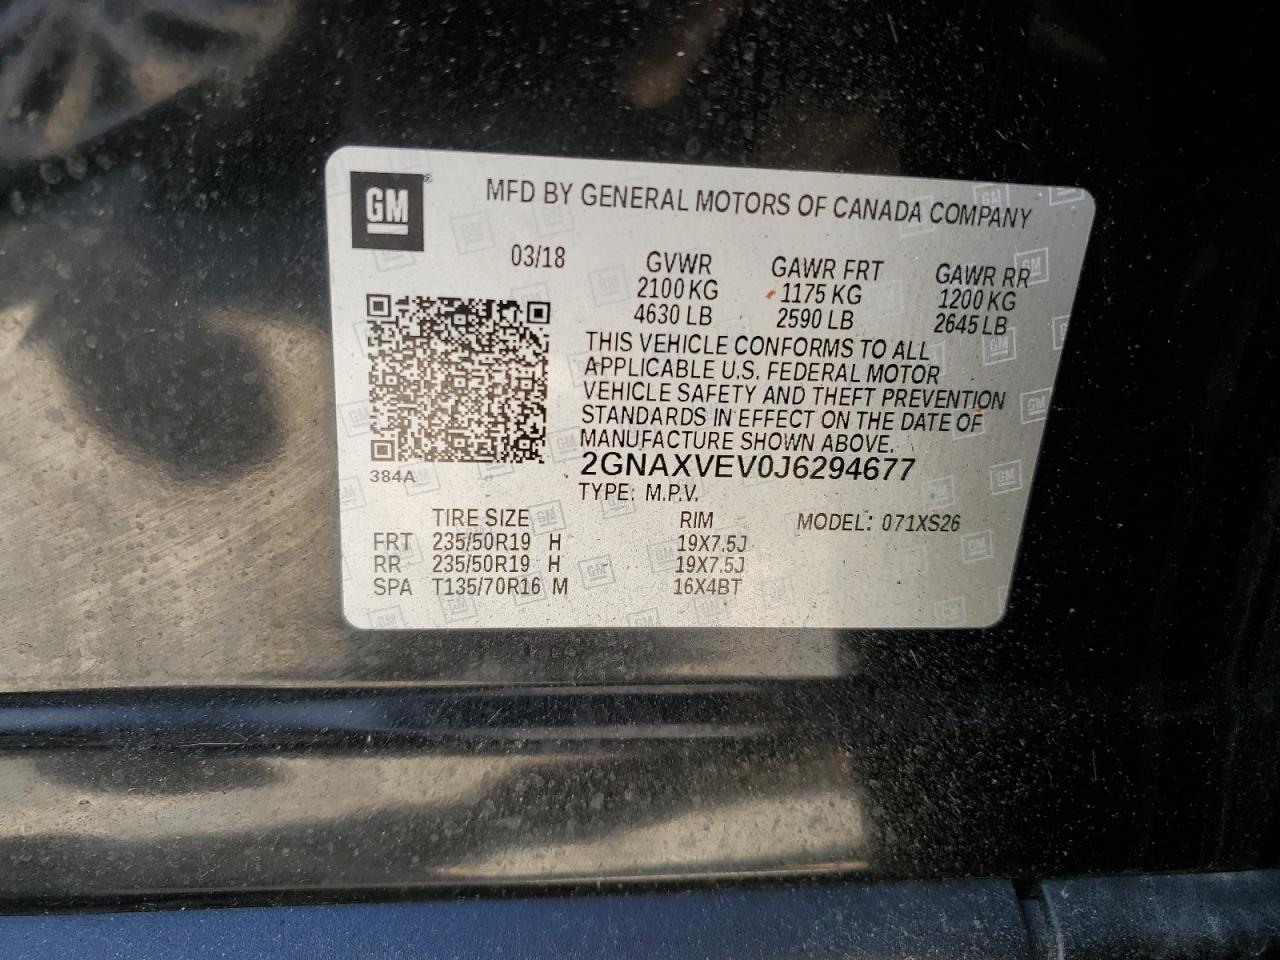 GM
MFD BY GENERAL MOTORS OF CANADA COMPANY
03/18 GVWR GAWR FRT GAWR RR
2100 KG 1175 KG 1200 KG
4630 LB 2590 LB 2645 LB
THIS VEHICLE CONFORMS TO ALL
APPLICABLE U.S. FEDERAL MOTOR
VEHICLE SAFETY AND THEFT PREVENTION
STANDARDS IN EFFECT ON THE DATE OF
MANUFACTURE SHOWN ABOVE.
2GNAXVEV0J6294677
384A
TYPE: M.P.V.
TIRE SIZE RIM MODEL: 071XS26
FRT 235/50R19 H 19X7.5J
RR 235/50R19 H 19X7.5J
SPA T135/70R16 M 16X4BT